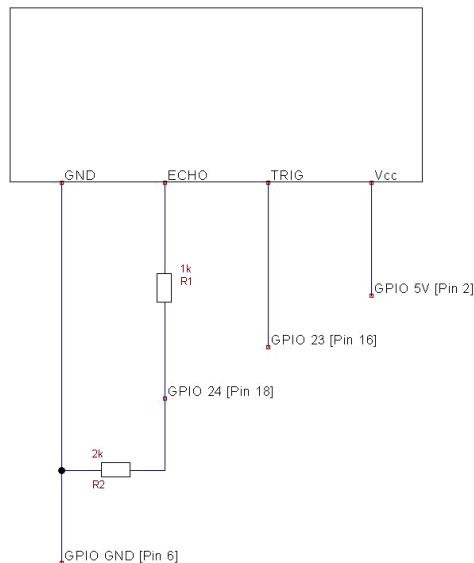 GND
ECHO
TRIG
Vcc
1k
R1
GPIO 5V [Pin 2]
GPIO 23 [Pin 16]
GPIO 24 [Pin 18]
2k
R2
GPIO GND [Pin 6]